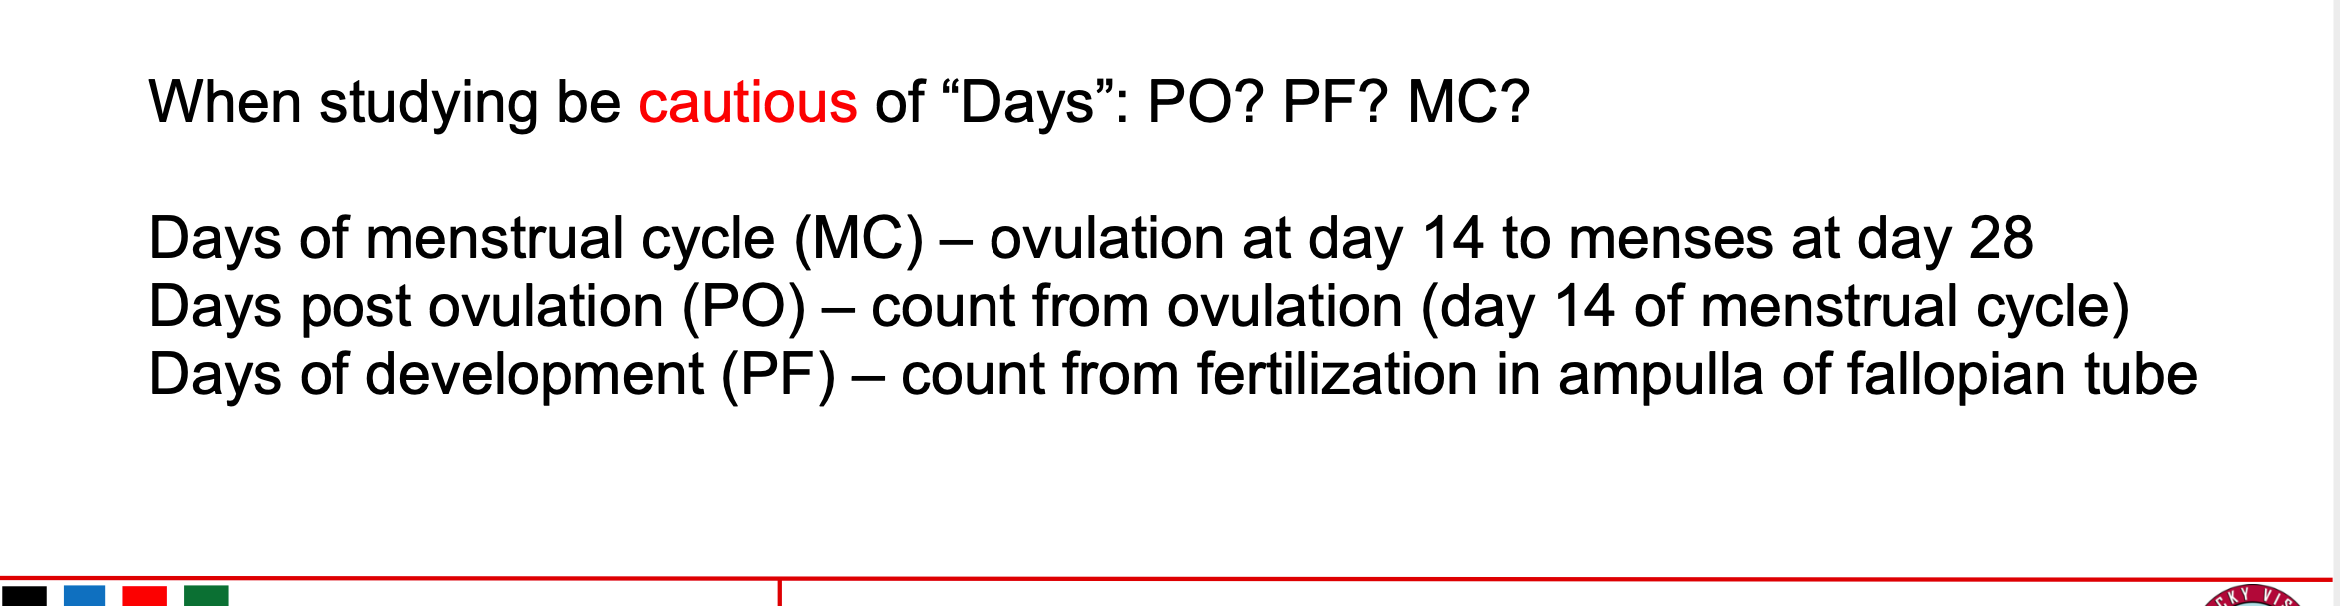 When studying be cautious of “Days”: PO? PF? MC?
Days of menstrual cycle (MC) – ovulation at day 14 to menses at day 28
Days post ovulation (PO) – count from ovulation (day 14 of menstrual cycle)
Days of development (PF) – count from fertilization in ampulla of fallopian tube